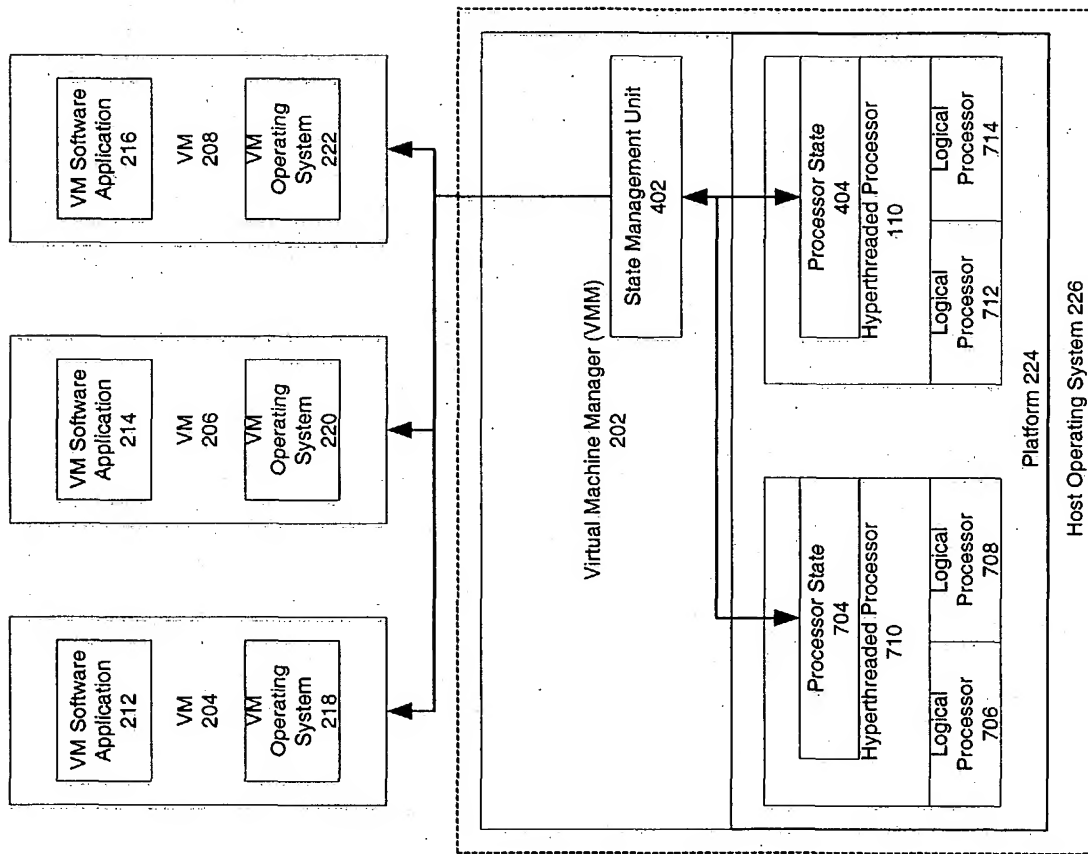 VM Software
Application
212
VM
204
VM
Operating
System
218
VM Software
Application
214
VM
206
VM
Operating
System
220
VM Software
Application
216
VM
208
VM
Operating
System
222
Virtual Machine Manager (VMM)
202
State Management Unit
402
Processor State
704
Hyperthreaded Processor
710
Logical
Processor
706
Logical
Processor
708
Processor State
404
Hyperthreaded Processor
110
Logical
Processor
712
Logical
Processor
714
Platform 224
Host Operating System 226